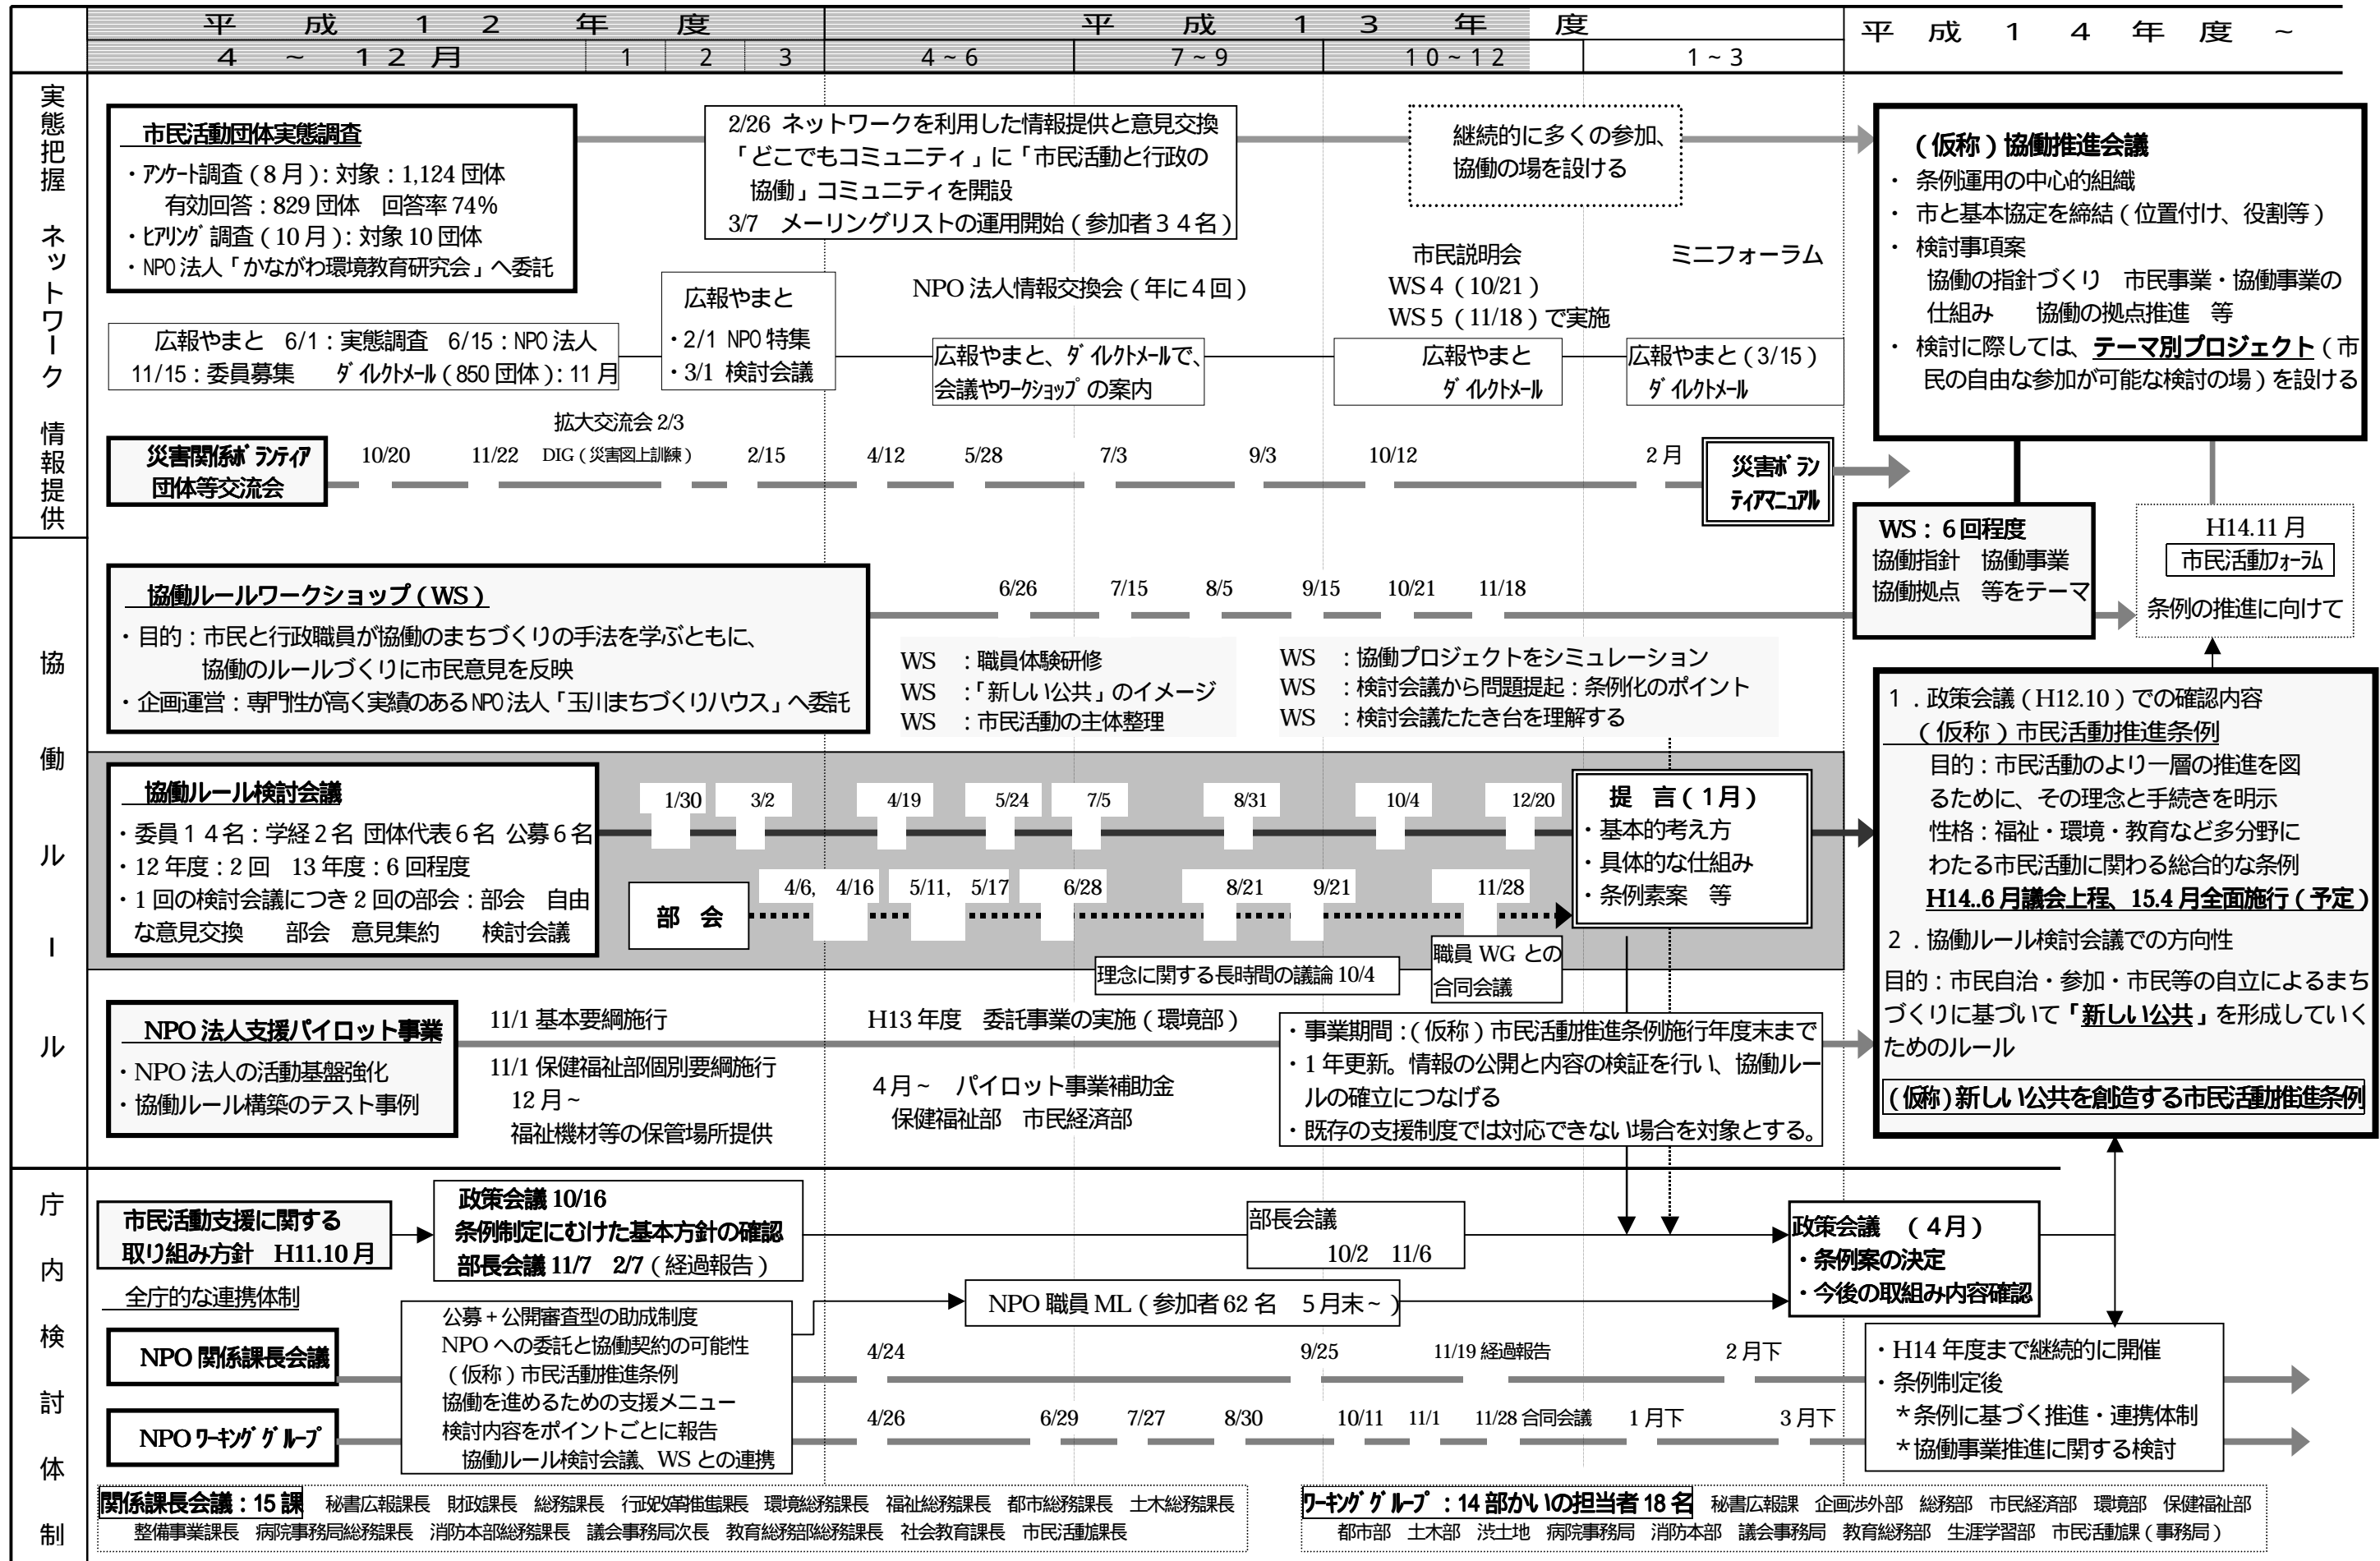 平成12年度
平成13年度
平成14年度～
4～12月 1 2 3
4～6 7～9 10～12 1～3
実態把握 ネットワーク 情報提供
市民活動団体実態調査
・ｱﾝｹｰﾄ調査（8月）：対象：1,124団体
有効回答：829団体 回答率74%
・ﾋｱﾘﾝｸﾞ調査（10月）：対象10団体
・NPO法人「かながわ環境教育研究会」へ委託
2/26 ネットワークを利用した情報提供と意見交換
「どこでもコミュニティ」に「市民活動と行政の
協働」コミュニティを開設
3/7 メーリングリストの運用開始（参加者３４名）
継続的に多くの参加、
協働の場を設ける
広報やまと 6/1：実態調査 6/15：NPO法人
11/15：委員募集 ﾀﾞｲﾚｸﾄﾒｰﾙ（850団体）：11月
広報やまと
・2/1 NPO特集
・3/1 検討会議
NPO法人情報交換会（年に４回）
広報やまと、ﾀﾞｲﾚｸﾄﾒｰﾙで、
会議やﾜｰｸｼｮｯﾌﾟの案内
市民説明会
WS４（10/21）
WS５（11/18）で実施
ミニフォーラム
広報やまと
ﾀﾞｲﾚｸﾄﾒｰﾙ
広報やまと（3/15）
ﾀﾞｲﾚｸﾄﾒｰﾙ
災害関係ﾎﾞﾗﾝﾃｨｱ
団体等交流会
10/20 11/22
拡大交流会 2/3
DIG（災害図上訓練）
2/15 4/12 5/28 7/3 9/3 10/12 2月
災害ﾎﾞﾗﾝ
ﾃｨｱﾏﾆｭｱﾙ
（仮称）協働推進会議
・ 条例運用の中心的組織
・ 市と基本協定を締結（位置付け、役割等）
・ 検討事項案
協働の指針づくり 市民事業・協働事業の
仕組み 協働の拠点推進 等
・ 検討に際しては、テーマ別プロジェクト（市
民の自由な参加が可能な検討の場）を設ける
WS：６回程度
協働指針 協働事業
協働拠点 等をテーマ
H14.11月
市民活動ﾌｫｰﾗﾑ
条例の推進に向けて
協働ルール
協働ルールワークショップ（WS）
・目的：市民と行政職員が協働のまちづくりの手法を学ぶともに、
協働のルールづくりに市民意見を反映
・企画運営：専門性が高く実績のあるNPO法人「玉川まちづくりハウス」へ委託
6/26 7/15 8/5 9/15 10/21 11/18
WS ：職員体験研修
WS ：「新しい公共」のイメージ
WS ：市民活動の主体整理
WS ：協働プロジェクトをシミュレーション
WS ：検討会議から問題提起：条例化のポイント
WS ：検討会議たたき台を理解する
協働ルール検討会議
・委員１４名：学経２名 団体代表６名 公募６名
・12年度：２回 13年度：６回程度
・１回の検討会議につき２回の部会：部会 自由
な意見交換 部会 意見集約 検討会議
1/30 3/2 4/19 5/24 7/5 8/31 10/4 12/20
部 会
4/6, 4/16 5/11, 5/17 6/28 8/21 9/21 11/28
理念に関する長時間の議論 10/4
職員WGとの
合同会議
提 言（１月）
・基本的考え方
・具体的な仕組み
・条例素案 等
NPO法人支援パイロット事業
・NPO法人の活動基盤強化
・協働ルール構築のテスト事例
11/1 基本要綱施行
11/1 保健福祉部個別要綱施行
12月～
福祉機材等の保管場所提供
H13年度 委託事業の実施（環境部）
４月～ パイロット事業補助金
保健福祉部 市民経済部
・事業期間：（仮称）市民活動推進条例施行年度末まで
・1年更新。情報の公開と内容の検証を行い、協働ルー
ルの確立につなげる
・既存の支援制度では対応できない場合を対象とする。
１．政策会議（H12.10）での確認内容
（仮称）市民活動推進条例
目的：市民活動のより一層の推進を図
るために、その理念と手続きを明示
性格：福祉・環境・教育など多分野に
わたる市民活動に関わる総合的な条例
H14..6月議会上程、15.4月全面施行（予定）
２．協働ルール検討会議での方向性
目的：市民自治・参加・市民等の自立によるまち
づくりに基づいて「新しい公共」を形成していく
ためのルール
（仮称）新しい公共を創造する市民活動推進条例
庁内検討体制
市民活動支援に関する
取り組み方針 H11.10月
政策会議 10/16
条例制定にむけた基本方針の確認
部長会議 11/7 2/7（経過報告）
部長会議
10/2 11/6
政策会議 （４月）
・条例案の決定
・今後の取組み内容確認
全庁的な連携体制
NPO関係課長会議
NPOﾜｰｷﾝｸﾞｸﾞﾙｰﾌﾟ
公募＋公開審査型の助成制度
NPOへの委託と協働契約の可能性
（仮称）市民活動推進条例
協働を進めるための支援メニュー
検討内容をポイントごとに報告
協働ルール検討会議、WSとの連携
NPO職員ML（参加者62名 ５月末～）
4/24 9/25 11/19 経過報告 2月下
4/26 6/29 7/27 8/30 10/11 11/1 11/28 合同会議 1月下 3月下
・H14年度まで継続的に開催
・条例制定後
＊条例に基づく推進・連携体制
＊協働事業推進に関する検討
関係課長会議：15課 秘書広報課長 財政課長 総務課長 行政改革推進課長 環境総務課長 福祉総務課長 都市総務課長 土木総務課長
整備事業課長 病院事務局総務課長 消防本部総務課長 議会事務局次長 教育総務部総務課長 社会教育課長 市民活動課長
ﾜｰｷﾝｸﾞｸﾞﾙｰﾌﾟ：14部かいの担当者18名 秘書広報課 企画渉外部 総務部 市民経済部 環境部 保健福祉部
都市部 土木部 渋土地 病院事務局 消防本部 議会事務局 教育総務部 生涯学習部 市民活動課（事務局）